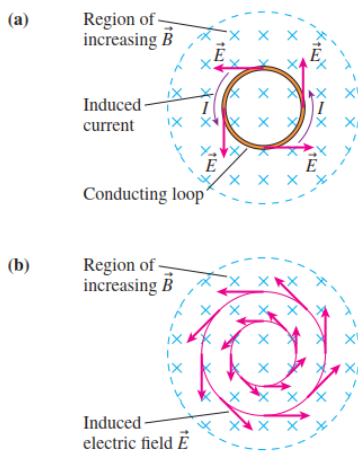 (a)
Region of
increasing B⃗
E⃗
E⃗
Induced
current
I
I
E⃗
E⃗
Conducting loop
(b)
Region of
increasing B⃗
Induced
electric field E⃗